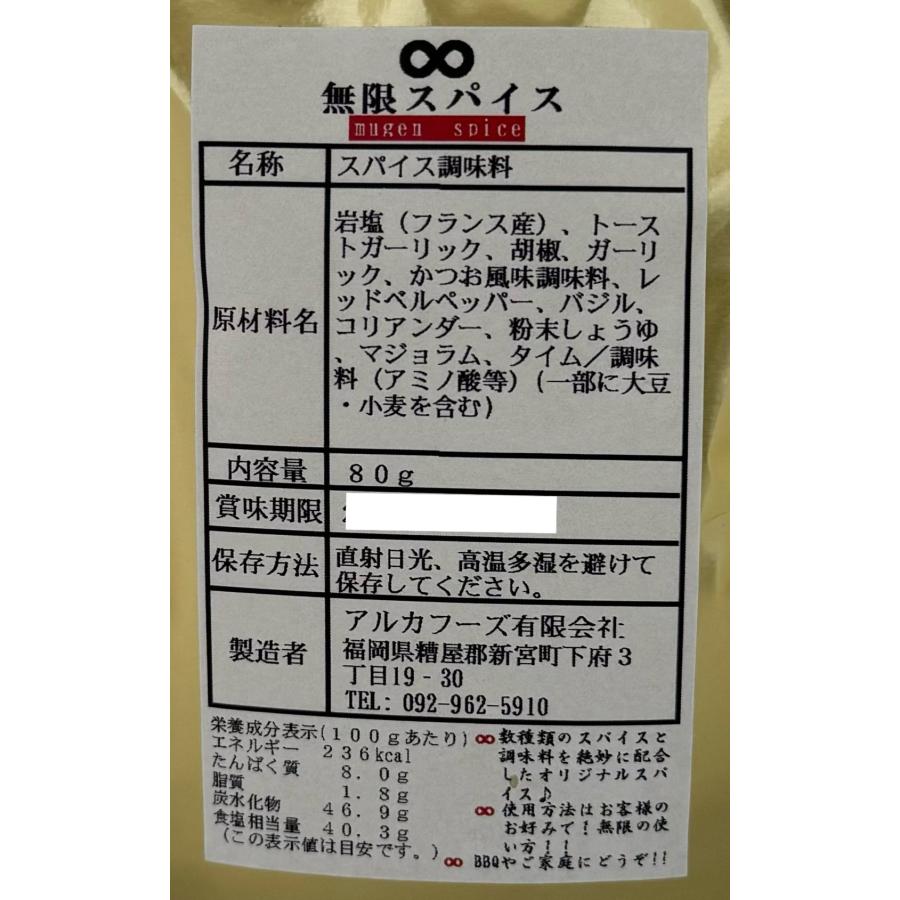 ∞
無限スパイス
mugen spice
名称 スパイス調味料
原材料名
岩塩（フランス産）、トース
トガーリック、胡椒、ガーリ
ック、かつお風味調味料、レ
ッドベルペッパー、バジル、
コリアンダー、粉末しょうゆ
、マジョラム、タイム／調味
料（アミノ酸等）(一部に大豆
・小麦を含む)
内容量 80g
賞味期限
保存方法
直射日光、高温多湿を避けて
保存してください。
製造者
アルカフーズ有限会社
福岡県糟屋郡新宮町下府3
丁目19-30
TEL: 092-962-5910
栄養成分表示(100gあたり)
エネルギー 236kcal
たんぱく質 8.0g
脂質 1.8g
炭水化物 46.9g
食塩相当量 40.3g
(この表示値は目安です。)
∞ 数種類のスパイスと
調味料を絶妙に配合
したオリジナルスパ
イス♪
∞ 使用方法はお客様の
お好みで！無限の使
い方！！
∞ BBQやご家庭にどうぞ!!